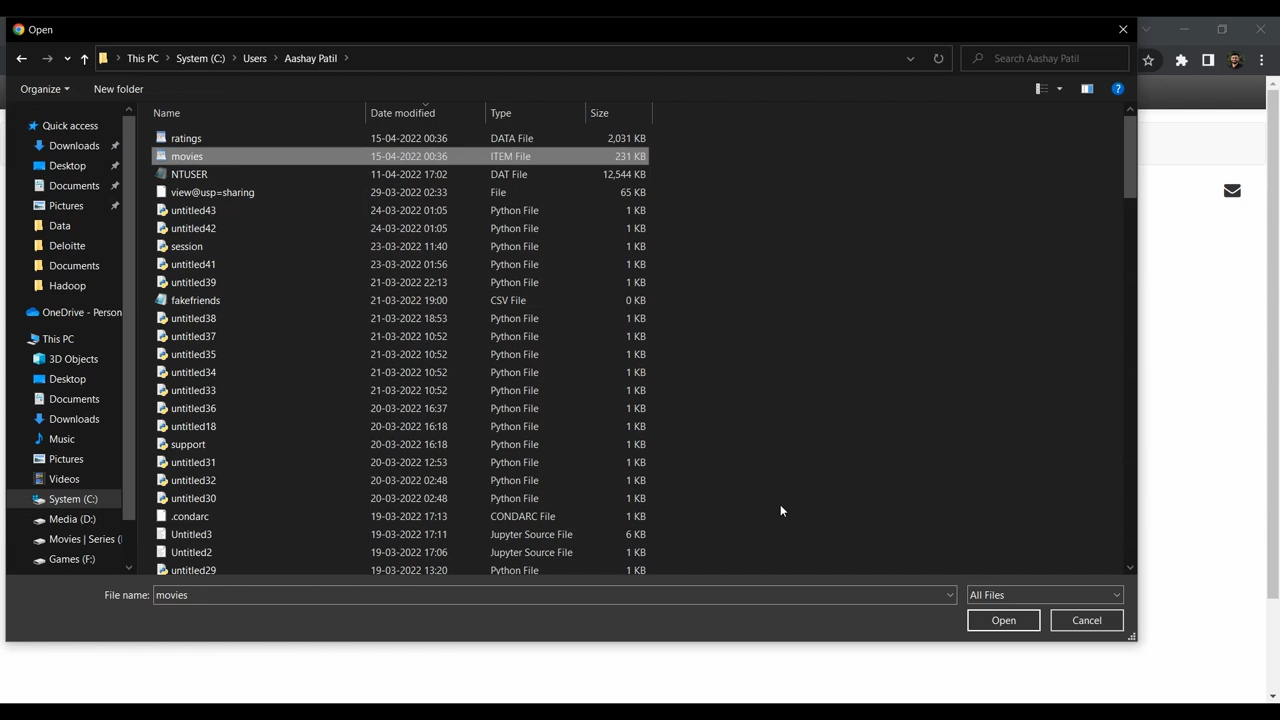 Open
This PC > System (C:) > Users > Aashay Patil >
Search Aashay Patil
Organize
New folder
Name Date modified Type Size
Quick access
Downloads
Desktop
Documents
Pictures
Data
Deloitte
Documents
Hadoop
OneDrive - Person
This PC
3D Objects
Desktop
Documents
Downloads
Music
Pictures
Videos
System (C:)
Media (D:)
Movies | Series (
Games (F:)
ratings 15-04-2022 00:36 DATA File 2,031 KB
movies 15-04-2022 00:36 ITEM File 231 KB
NTUSER 11-04-2022 17:02 DAT File 12,544 KB
view@usp=sharing 29-03-2022 02:33 File 65 KB
untitled43 24-03-2022 01:05 Python File 1 KB
untitled42 24-03-2022 01:05 Python File 1 KB
session 23-03-2022 11:40 Python File 1 KB
untitled41 23-03-2022 01:56 Python File 1 KB
untitled39 21-03-2022 22:13 Python File 1 KB
fakefriends 21-03-2022 19:00 CSV File 0 KB
untitled38 21-03-2022 18:53 Python File 1 KB
untitled37 21-03-2022 10:52 Python File 1 KB
untitled35 21-03-2022 10:52 Python File 1 KB
untitled34 21-03-2022 10:52 Python File 1 KB
untitled33 21-03-2022 10:52 Python File 1 KB
untitled36 20-03-2022 16:37 Python File 1 KB
untitled18 20-03-2022 16:18 Python File 1 KB
support 20-03-2022 16:18 Python File 1 KB
untitled31 20-03-2022 12:53 Python File 1 KB
untitled32 20-03-2022 02:48 Python File 1 KB
untitled30 20-03-2022 02:48 Python File 1 KB
.condarc 19-03-2022 17:13 CONDARC File 1 KB
Untitled3 19-03-2022 17:11 Jupyter Source File 6 KB
Untitled2 19-03-2022 17:06 Jupyter Source File 1 KB
untitled29 19-03-2022 13:20 Python File 1 KB
File name: movies
All Files
Open
Cancel